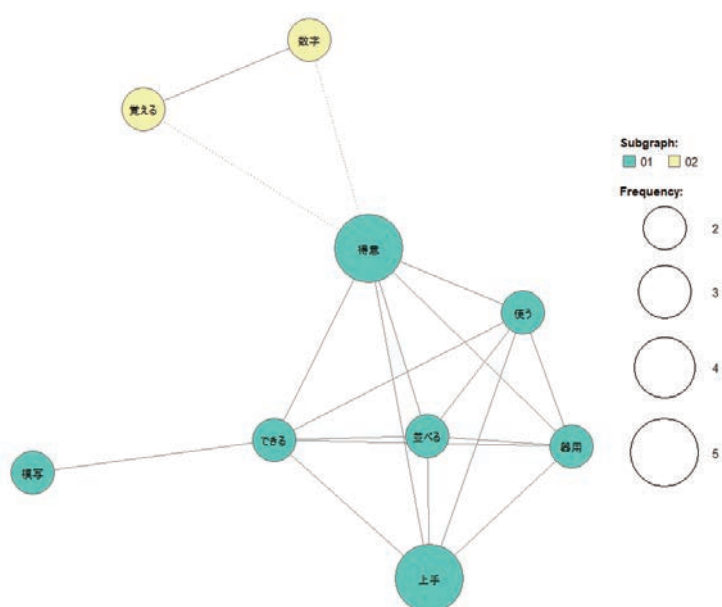 数字
覚える
Subgraph:
01 02
Frequency:
2
得意
3
使う
4
できる
並べる
器用
5
模写
上手